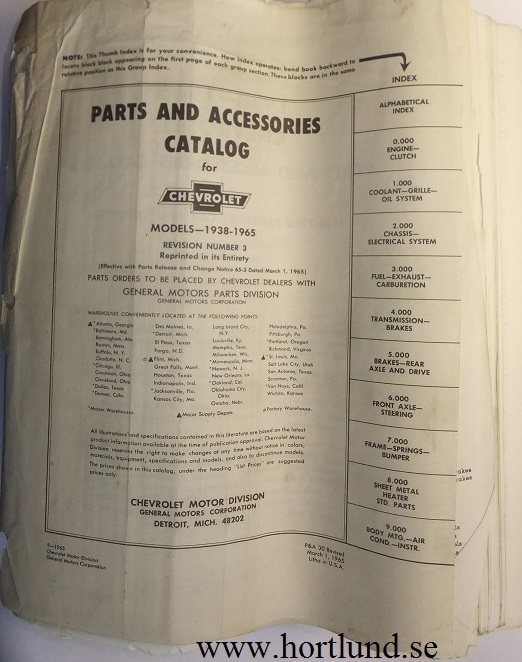 NOTE: This Thumb Index is for your convenience. How index operates: bend book backward to
locate black block appearing on the first page of each group section. These blocks are in the same
relative position as this Group Index.
INDEX
PARTS AND ACCESSORIES
CATALOG
for
CHEVROLET
MODELS—1938-1965
REVISION NUMBER 3
Reprinted in its Entirety
(Effective with Parts Release and Change Notice 65-3 Dated March 1, 1965)
PARTS ORDERS TO BE PLACED BY CHEVROLET DEALERS WITH
GENERAL MOTORS PARTS DIVISION
GENERAL MOTORS CORPORATION
WAREHOUSES CONVENIENTLY LOCATED AT THE FOLLOWING POINTS:
▲*Atlanta, Georgia
*Baltimore, Md.
Birmingham, Ala.
Boston, Mass.
Buffalo, N.Y.
Charlotte, N. C.
*Chicago, Ill.
Cincinnati, Ohio
Cleveland, Ohio
*Dallas, Texas
*Denver, Colo.
Des Moines, Ia.
*Detroit, Mich.
El Paso, Texas
Fargo, N.D.
▲Flint, Mich.
Great Falls, Mont.
Houston, Texas
Indianapolis, Ind.
*Jacksonville, Fla.
Kansas City, Mo.
Long Island City,
N.Y.
Louisville, Ky.
Memphis, Tenn.
Milwaukee, Wis.
*Minneapolis, Minn.
*Newark, N. J.
New Orleans, La.
*Oakland, Cal.
Oklahoma City,
Okla.
Omaha, Nebr.
Philadelphia, Pa.
Pittsburgh, Pa.
*Portland, Oregon
Richmond, Virginia
▲*St. Louis, Mo.
Salt Lake City, Utah
San Antonio, Texas
Scranton, Pa.
*Van Nuys, Calif.
Wichita, Kansas
*Master Warehouse.
▲Major Supply Depot.
Factory Warehouse.
All illustrations and specifications contained in this literature are based on the latest
product information available at the time of publication approval. Chevrolet Motor
Division reserves the right to make changes at any time without notice in colors,
materials, equipment, specifications and models, and also to discontinue models.
The prices shown in this catalog, under the heading "List Prices" are suggested
prices only.
CHEVROLET MOTOR DIVISION
GENERAL MOTORS CORPORATION
DETROIT, MICH. 48202
©—1965
Chevrolet Motor Division
General Motors Corporation
P&A 30 Revised
March 1, 1965
Litho in U.S.A.
ALPHABETICAL
INDEX
0.000
ENGINE—
CLUTCH
1.000
COOLANT—GRILLE—
OIL SYSTEM
2.000
CHASSIS—
ELECTRICAL SYSTEM
3.000
FUEL—EXHAUST—
CARBURETION
4.000
TRANSMISSION—
BRAKES
5.000
BRAKES—REAR
AXLE AND DRIVE
6.000
FRONT AXLE—
STEERING
7.000
FRAME—SPRINGS—
BUMPER
8.000
SHEET METAL
HEATER
STD. PARTS
9.000
BODY MTG.—AIR
COND.—INSTR.
www.hortlund.se